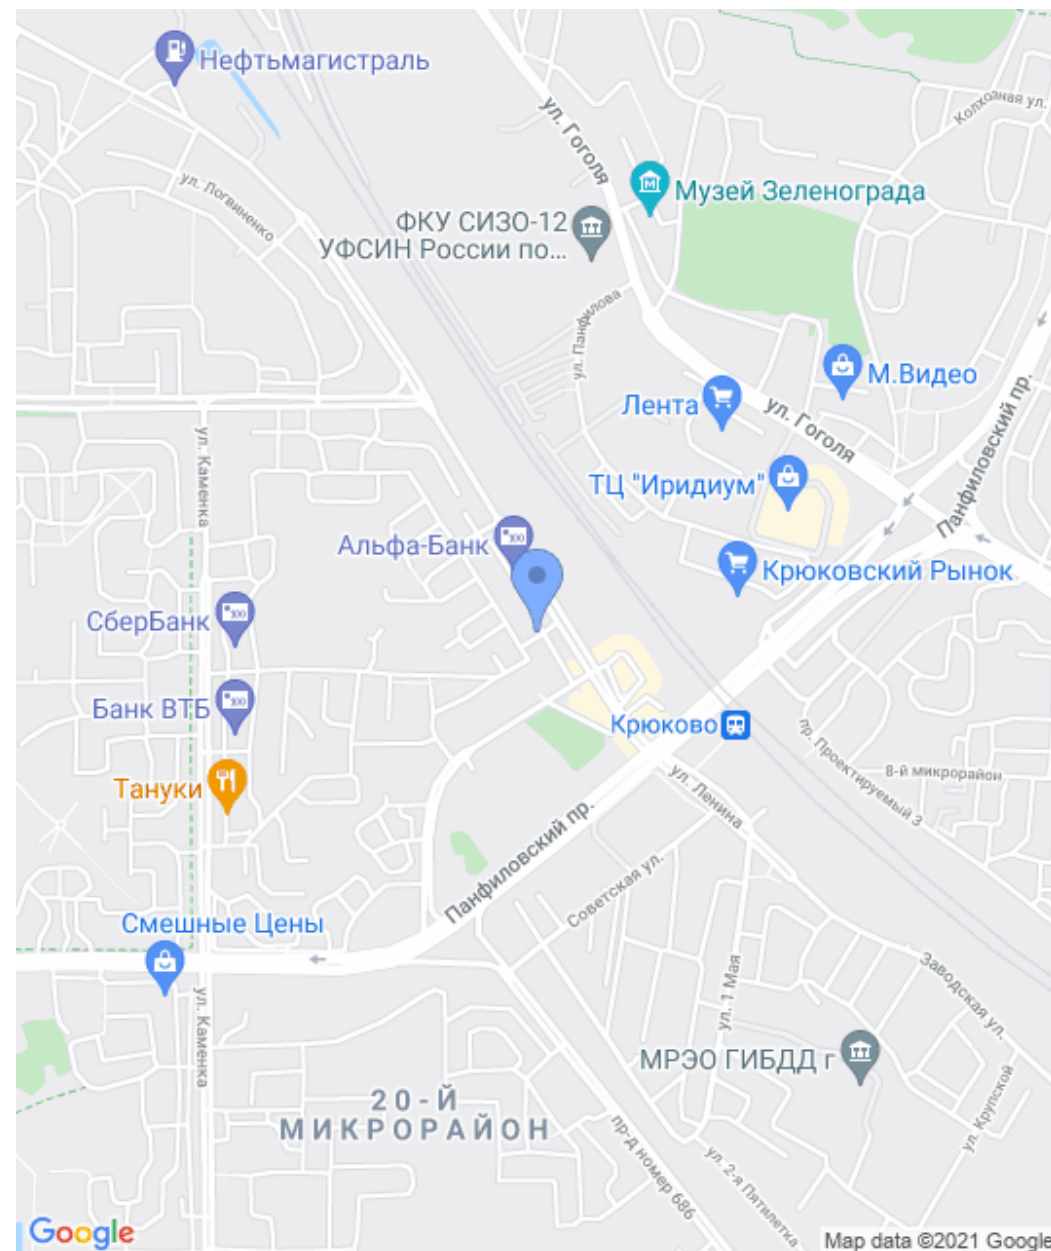 Нефтьмагистраль
ул. Гоголя
Колхозная ул.
ул. Логвиненко
Музей Зеленограда
ФКУ СИЗО-12
УФСИН России по...
ул. Панфилова
М.Видео
Лента
ул. Гоголя
Панфиловский пр.
ул. Каменка
ТЦ "Иридиум"
Альфа-Банк
Крюковский Рынок
СберБанк
Банк ВТБ
Крюково
пр. Проектируемый 3
8-й микрорайон
Тануки
ул. Ленина
Панфиловский пр.
Советская ул.
Смешные Цены
Заводская ул.
ул. 1 Мая
ул. Каменка
МРЭО ГИБДД г
20-Й
МИКРОРАЙОН
ул. Крупской
пр-д номер 686
ул. 2-я Пятилетка
Google
Map data ©2021 Google